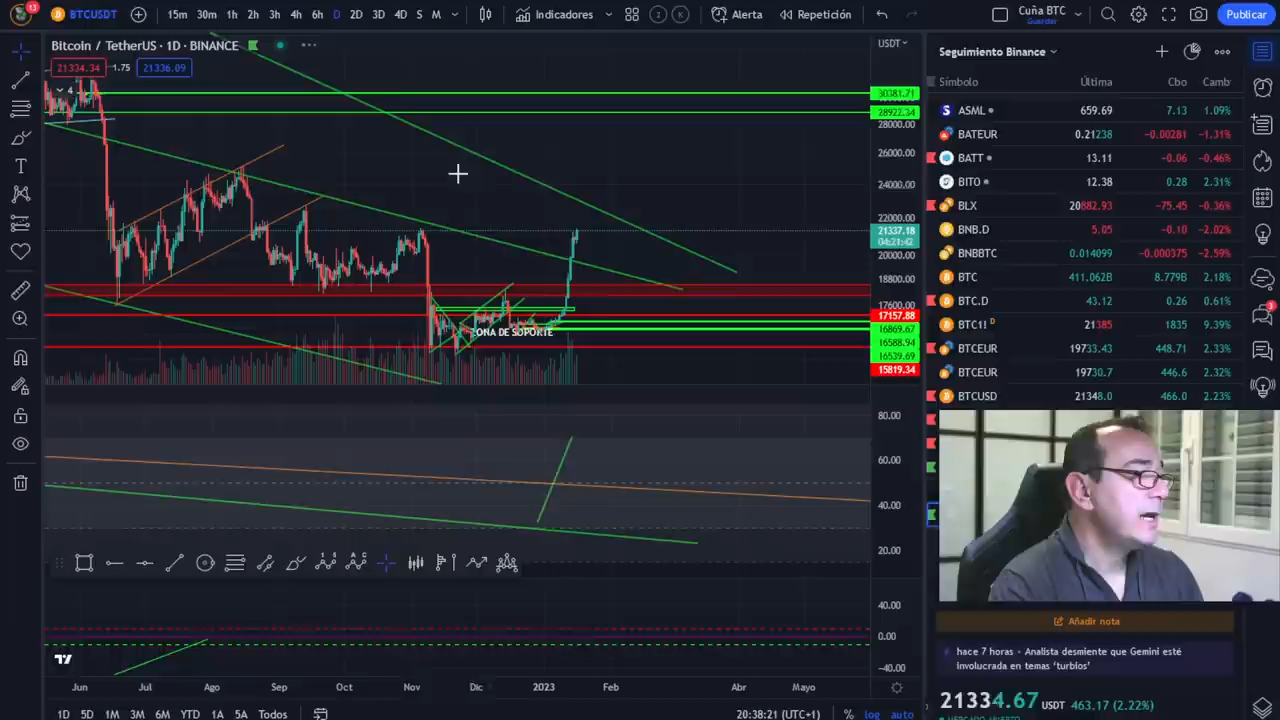 13
BTCUSDT
15m 30m 1h 2h 3h 4h 6h D 2D 3D 4D S M
Indicadores
Alerta
Repetición
Cuña BTC
Guardar
Publicar
Bitcoin / TetherUS · 1D · BINANCE
21334.34 1.75 21336.09
4
USDT
30381.71
28922.34
28000.00
26000.00
24000.00
22000.00
21337.18
04:21:42
20000.00
18800.00
17600.00
17157.88
16869.67
16588.94
16539.69
15819.34
ZONA DE SOPORTE
80.00
60.00
40.00
20.00
40.00
0.00
−40.00
Jun Jul Ago Sep Oct Nov Dic 2023 Feb Abr Mayo
1D 5D 1M 3M 6M YTD 1A 5A Todos
20:38:21 (UTC+1)
% log auto
Seguimiento Binance
Símbolo Última Cbo Camb
ASML 659.69 7.13 1.09%
BATEUR 0.21238 −0.00281 −1.31%
BATT 13.11 −0.06 −0.46%
BITO 12.38 0.28 2.31%
BLX 20882.93 −75.45 −0.36%
BNB.D 5.05 −0.10 −2.02%
BNBBTC 0.014099 −0.000375 −2.59%
BTC 411.062B 8.779B 2.18%
BTC.D 43.12 0.26 0.61%
BTC1! D 21385 1835 9.39%
BTCEUR 19733.43 448.71 2.33%
BTCEUR 19730.7 446.6 2.32%
BTCUSD 21348.0 466.0 2.23%
3
Añadir nota
hace 7 horas · Analista desmiente que Gemini esté
involucrada en temas 'turbios'
21334.67 USDT 463.17 (2.22%)